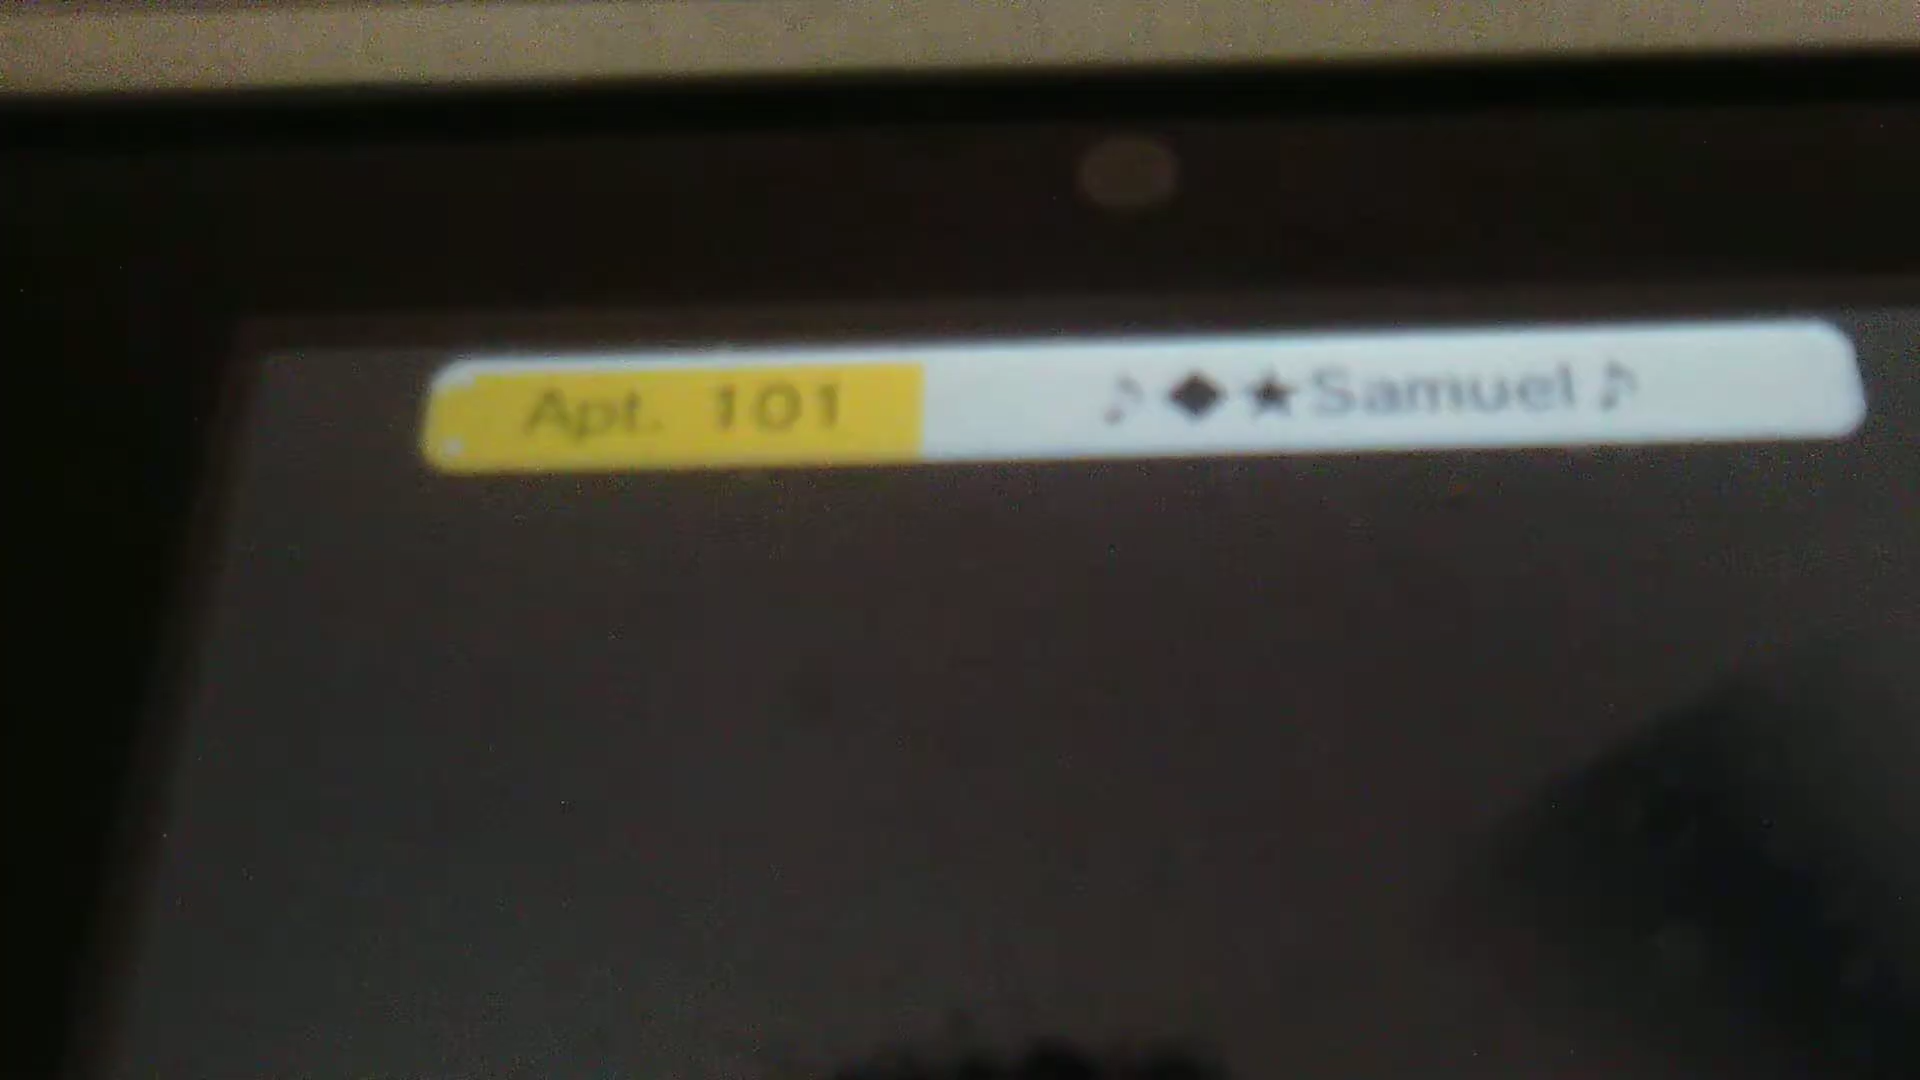 Apt. 101 ♪◆★Samuel♪